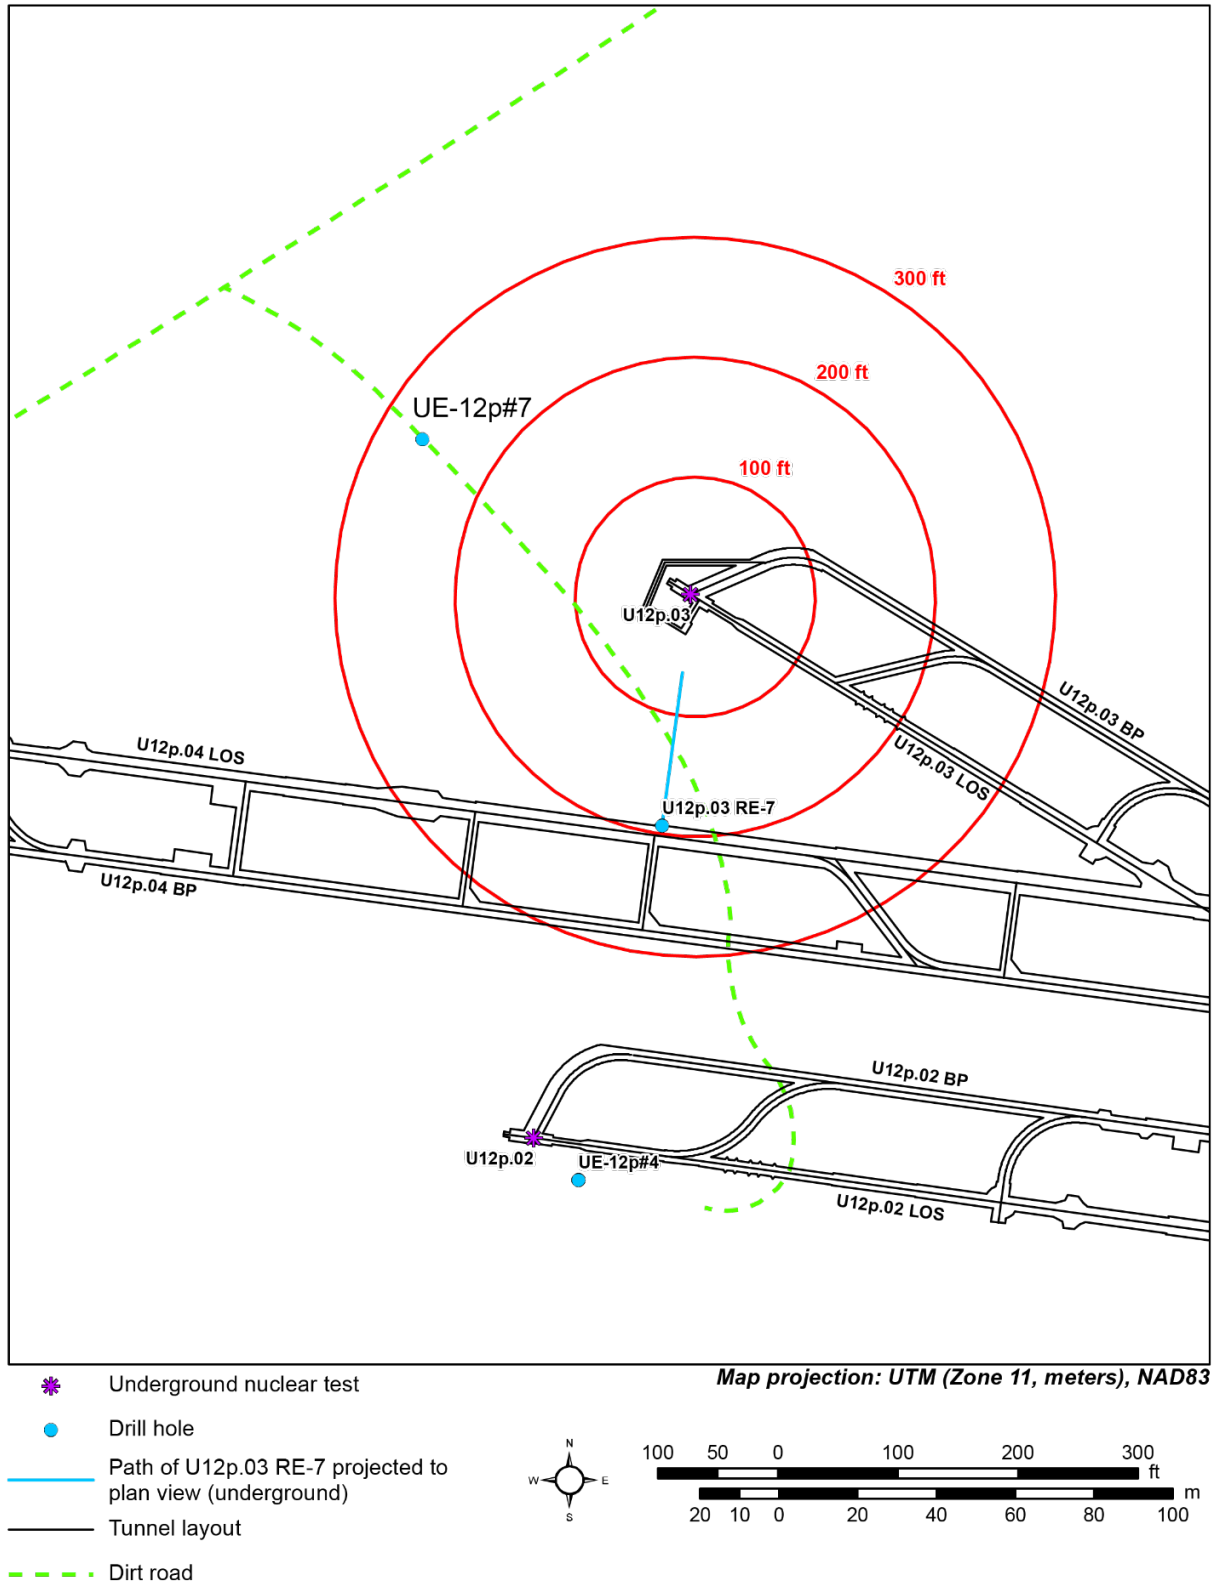 300 ft
200 ft
UE-12p#7
100 ft
U12p.03
U12p.03 BP
U12p.04 LOS
U12p.03 LOS
U12p.03 RE-7
U12p.04 BP
U12p.02 BP
U12p.02
UE-12p#4
U12p.02 LOS
Map projection: UTM (Zone 11, meters), NAD83
Underground nuclear test
Drill hole
Path of U12p.03 RE-7 projected to
plan view (underground)
Tunnel layout
Dirt road
N
W E
S
100 50 0 100 200 300
ft
m
20 10 0 20 40 60 80 100